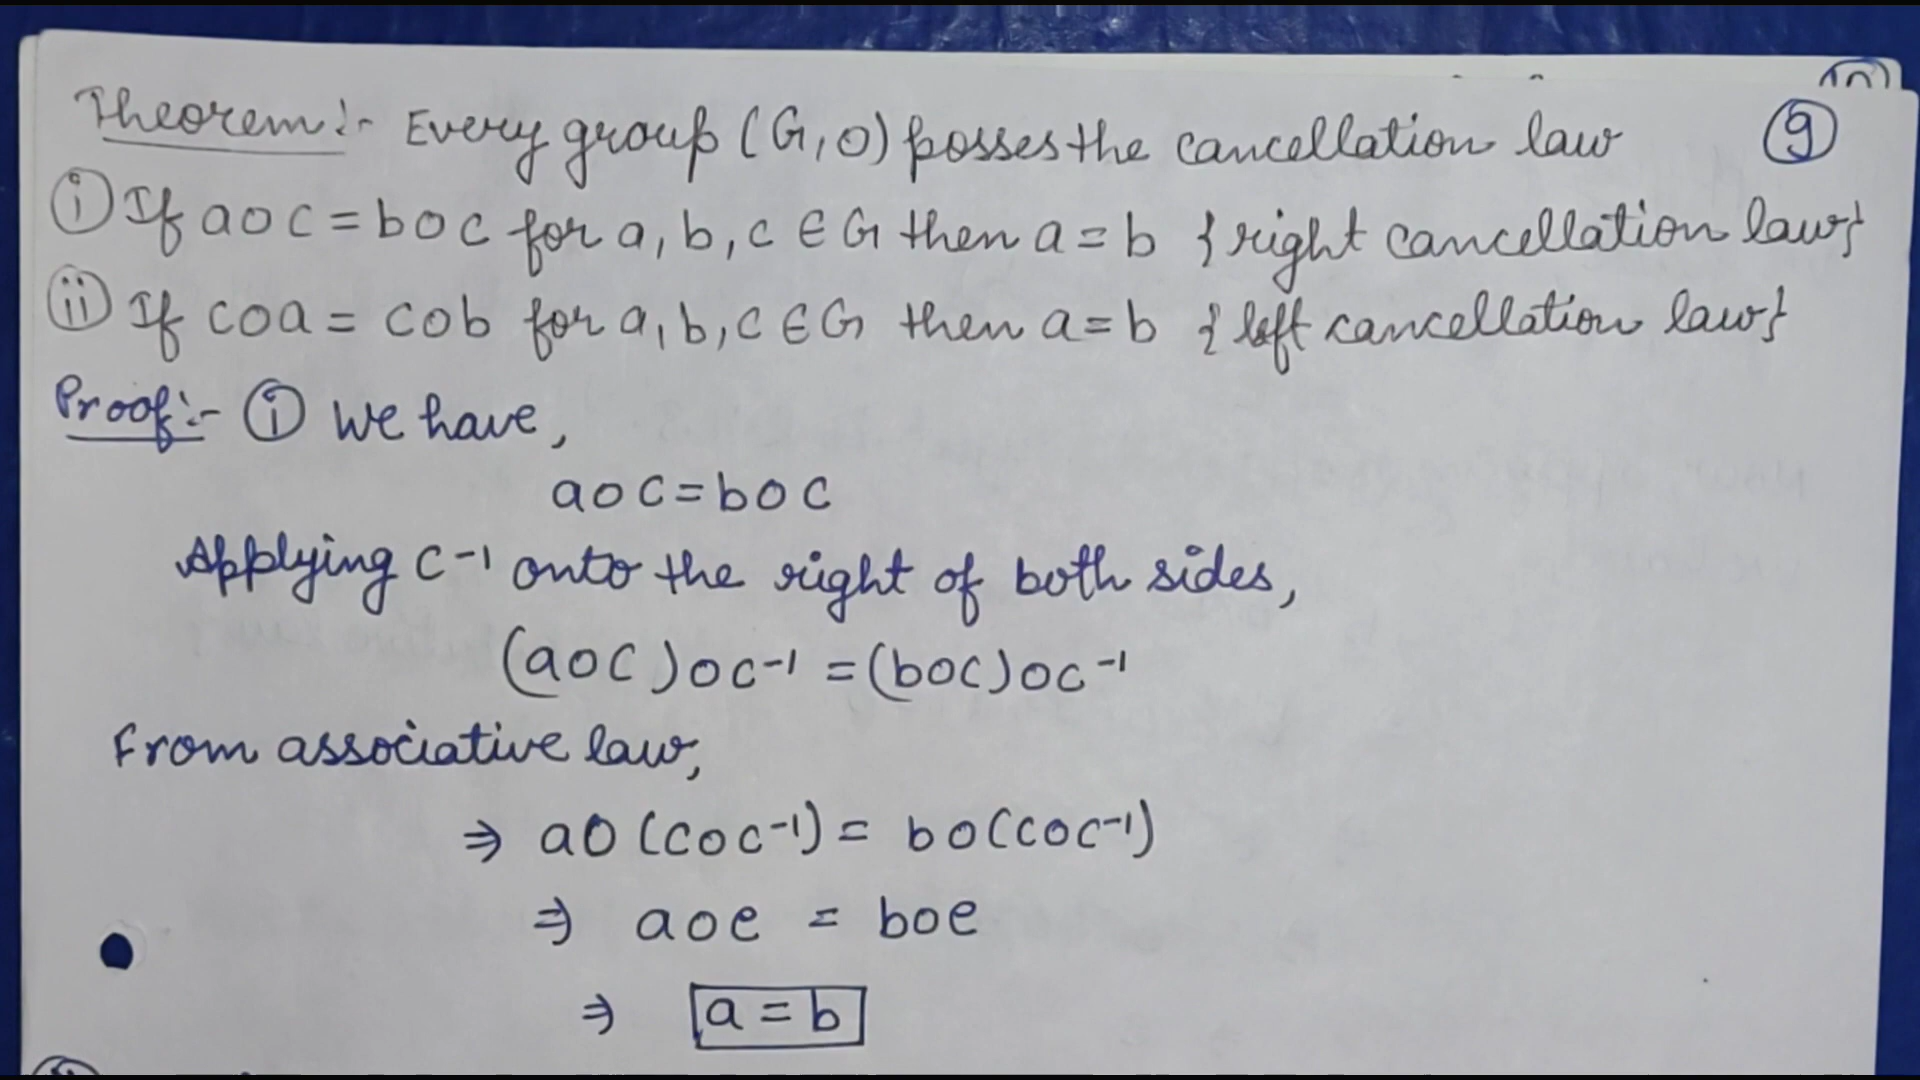 Theorem:- Every group (G,o) posses the cancellation law ⑨
ⓘ If aoc = boc for a, b, c ∈ G then a = b {right cancellation law}
ⓘⓘ If coa = cob for a, b, c ∈ G then a = b {left cancellation law}
Proof:- ⓘ We have,
aoc = boc
Applying c⁻¹ onto the right of both sides,
(aoc)oc⁻¹ = (boc)oc⁻¹
From associative law,
⇒ ao(coc⁻¹) = bo(coc⁻¹)
⇒ aoe = boe
⇒ a = b